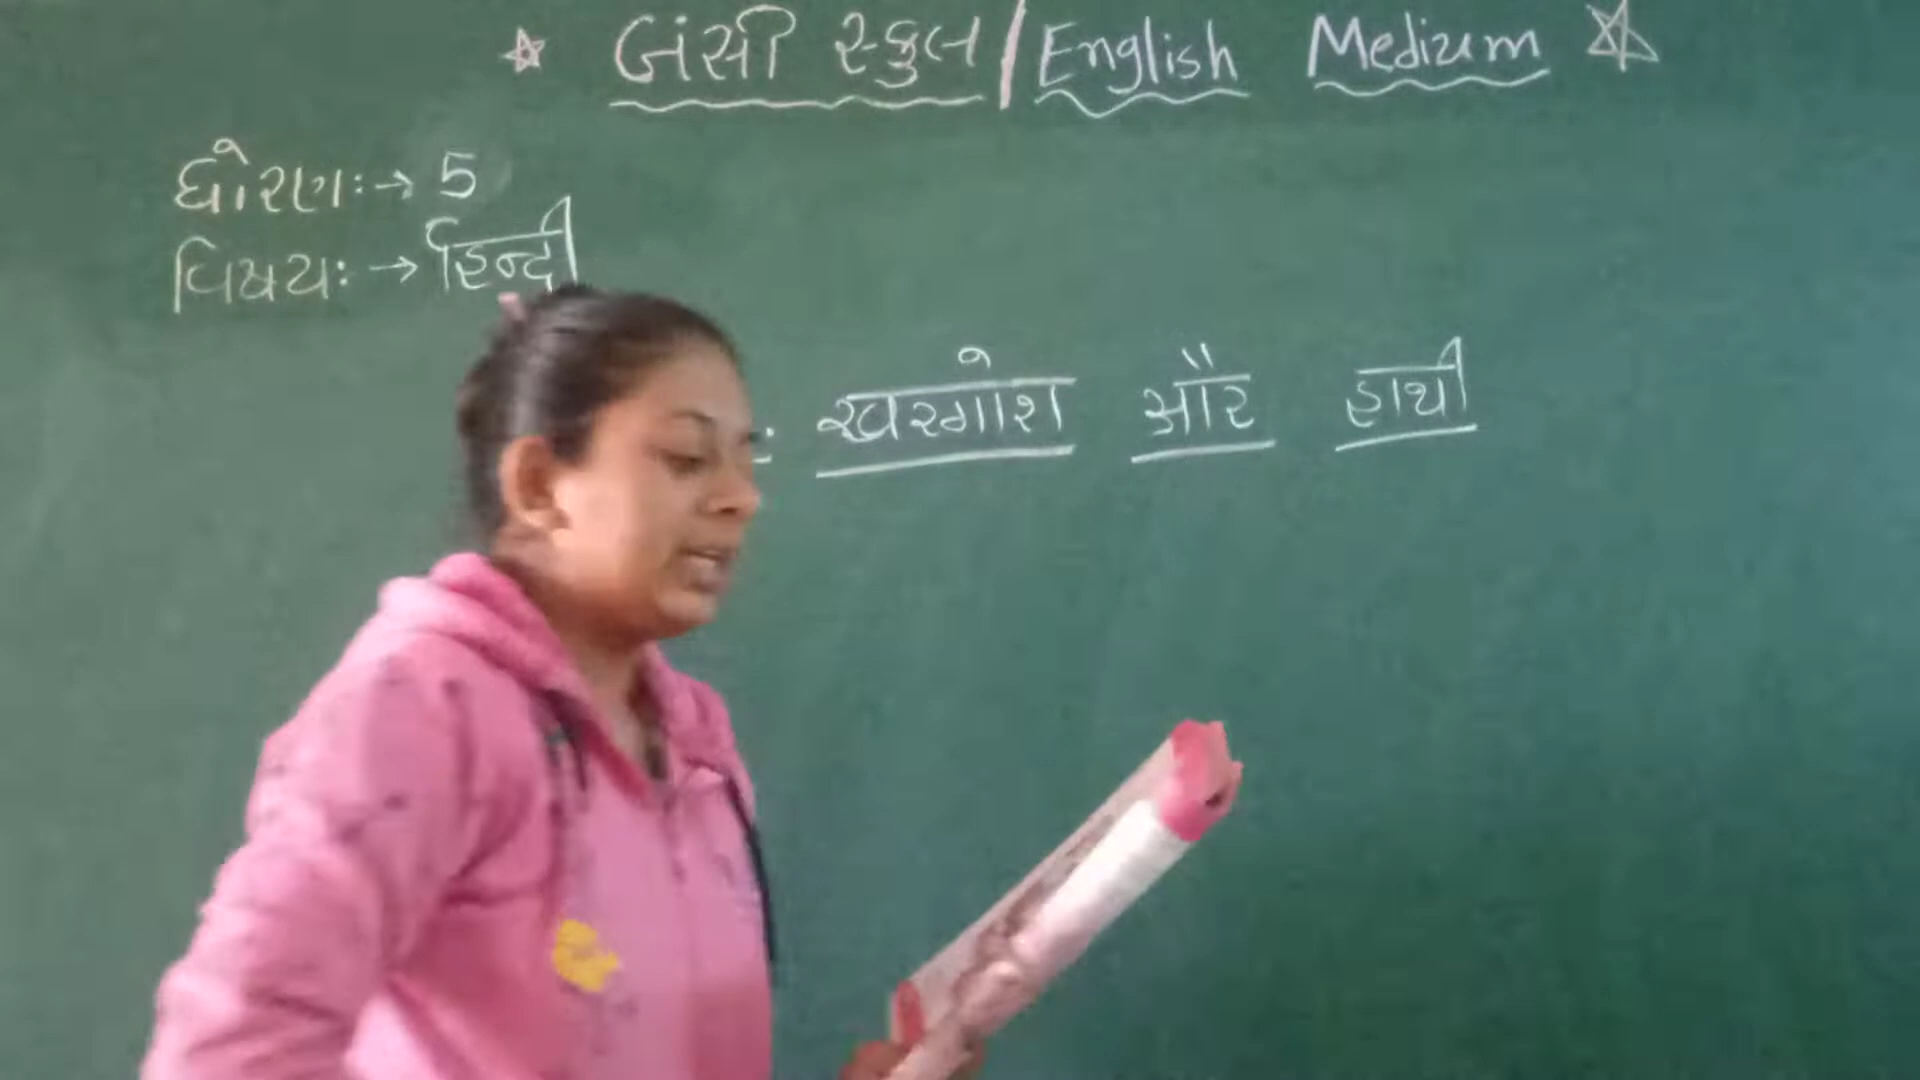 બંસી સ્કુલ / English Medium
ધોરણ :→ 5
વિષય : → हिन्दी
: खरगोश और हाथी